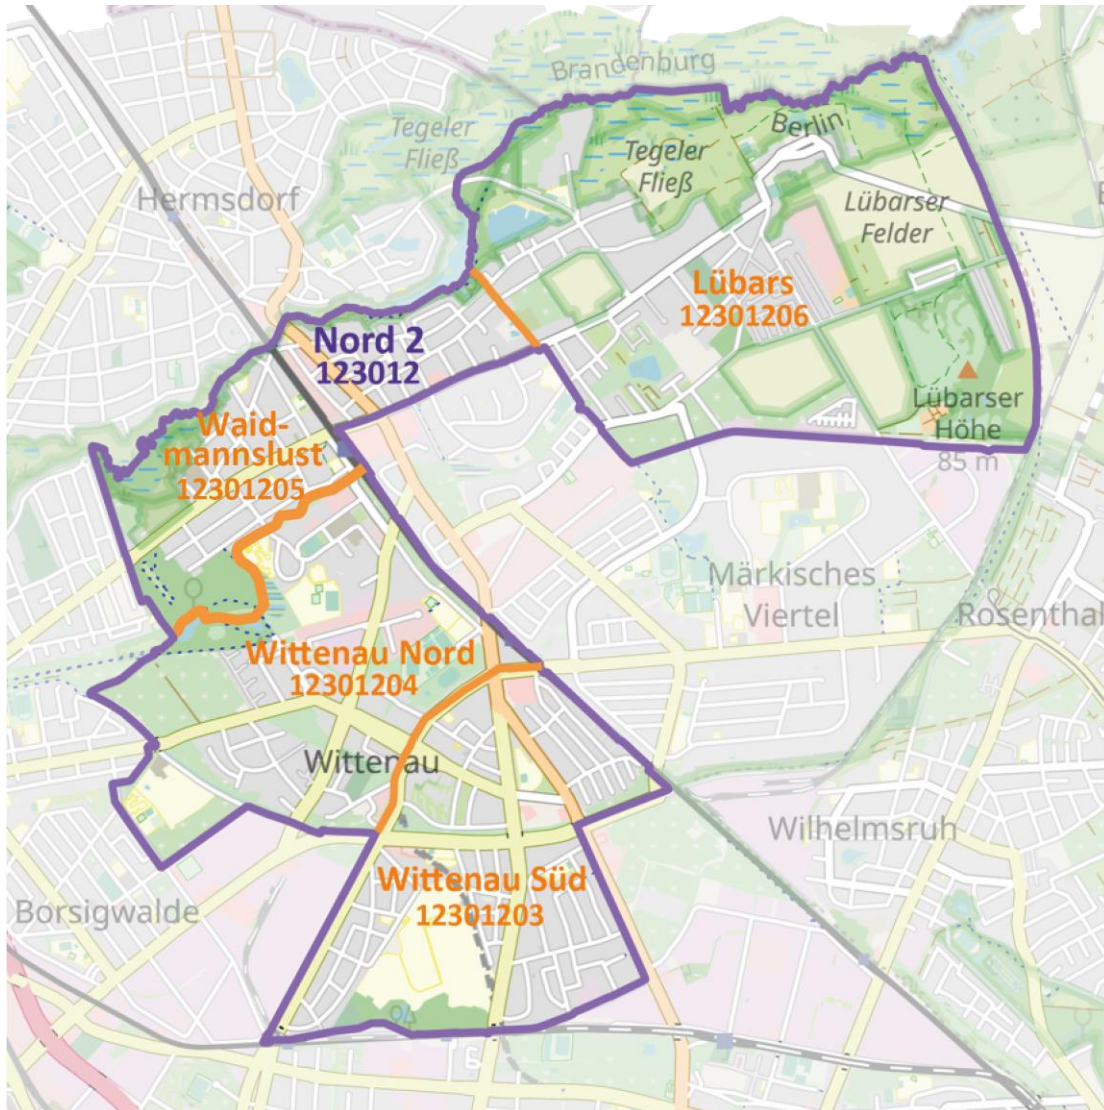 Brandenburg
Berlin
Tegeler
Fließ
Tegeler
Fließ
Hermsdorf
Lübarser
Felder
Lübars
12301206
Nord 2
123012
Lübarser
Höhe
85 m
Waid-
mannslust
12301205
Märkisches
Viertel
Rosenthal
Wittenau Nord
12301204
Wittenau
Wilhelmsruh
Wittenau Süd
12301203
Borsigwalde